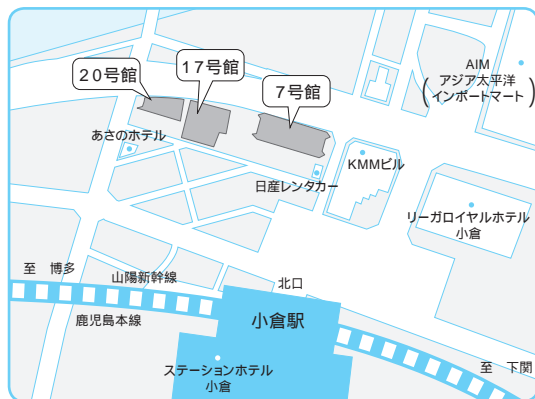 20号館
17号館
7号館
AIM
アジア太平洋
インポートマート
あさのホテル
KMMビル
日産レンタカー
リーガロイヤルホテル
小倉
至 博多
山陽新幹線
北口
鹿児島本線
小倉駅
ステーションホテル
小倉
至 下関